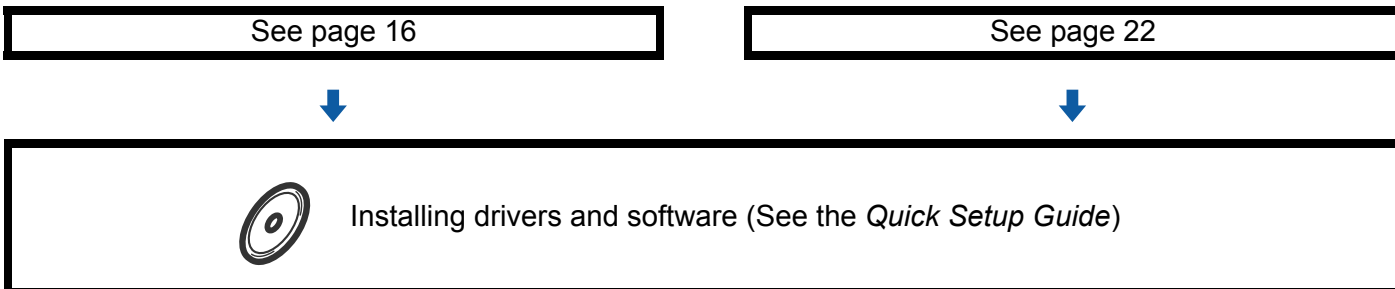 See page 16
See page 22
Installing drivers and software (See the Quick Setup Guide)